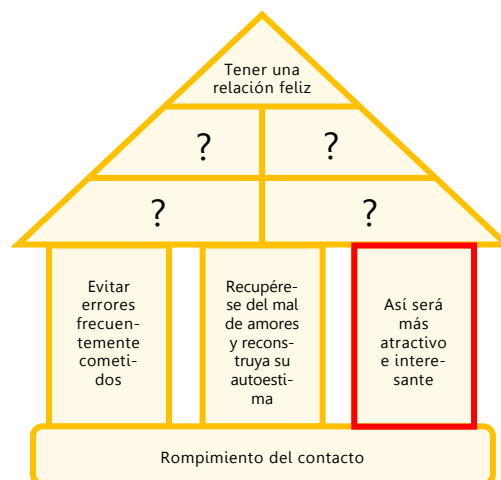 Tener una
relación feliz
? ?
? ?
Evitar
errores
frecuen-
temente
cometi-
dos
Recupére-
se del mal
de amores
y recons-
truya su
autoesti-
ma
Así será
más
atractivo
e intere-
sante
Rompimiento del contacto